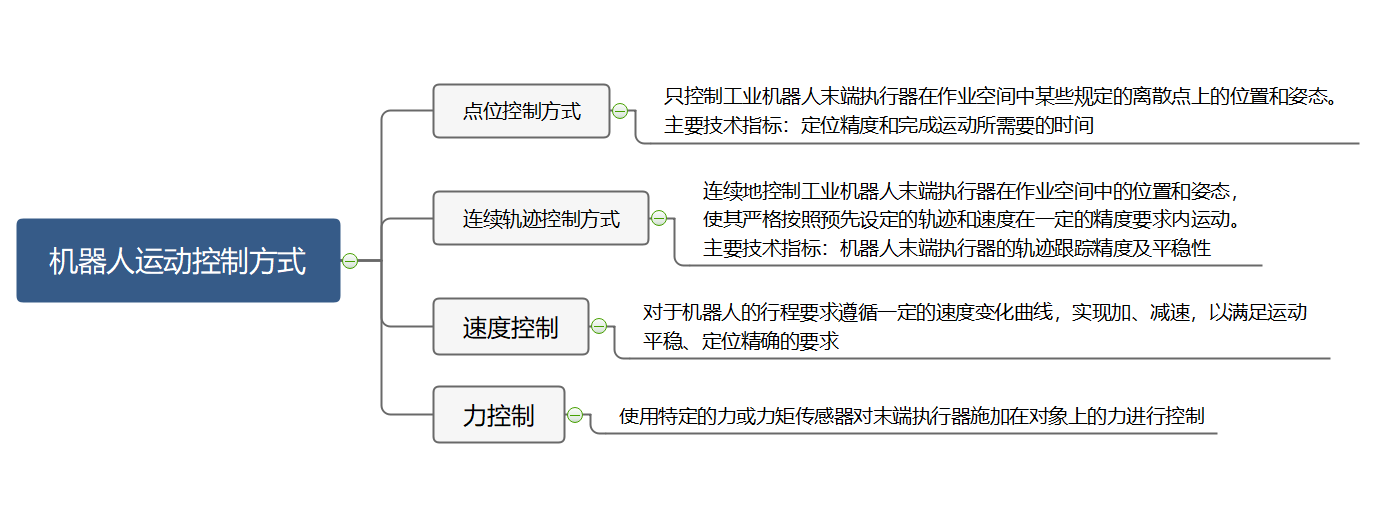 机器人运动控制方式
点位控制方式
只控制工业机器人末端执行器在作业空间中某些规定的离散点上的位置和姿态。
主要技术指标：定位精度和完成运动所需要的时间
连续轨迹控制方式
连续地控制工业机器人末端执行器在作业空间中的位置和姿态，
使其严格按照预先设定的轨迹和速度在一定的精度要求内运动。
主要技术指标：机器人末端执行器的轨迹跟踪精度及平稳性
速度控制
对于机器人的行程要求遵循一定的速度变化曲线，实现加、减速，以满足运动
平稳、定位精确的要求
力控制
使用特定的力或力矩传感器对末端执行器施加在对象上的力进行控制